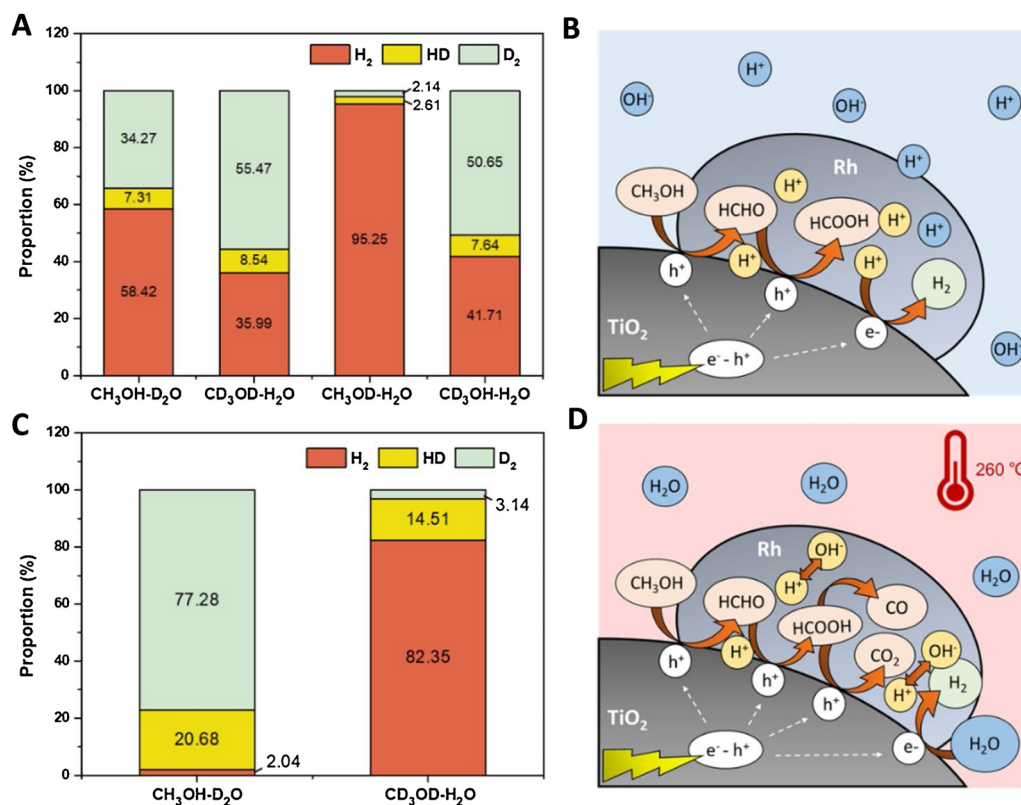 A
Proportion (%)
120
100
80
60
40
20
0
H₂ HD D₂
34.27
7.31
58.42
55.47
8.54
35.99
2.14
2.61
95.25
50.65
7.64
41.71
CH₃OH-D₂O CD₃OD-H₂O CH₃OD-H₂O CD₃OH-H₂O
B
H⁺
OH⁻
OH⁻
H⁺
Rh
H⁺
CH₃OH
H⁺
HCHO
HCOOH
H⁺
H⁺
H⁺
H⁺
h⁺
h⁺
H₂
TiO₂
e⁻ - h⁺
e-
OH⁻
C
Proportion (%)
120
100
80
60
40
20
0
H₂ HD D₂
77.28
20.68
2.04
3.14
14.51
82.35
CH₃OH-D₂O CD₃OD-H₂O
D
260 °C
H₂O
H₂O
H₂O
Rh
OH⁻
H⁺
CH₃OH
HCHO
HCOOH
CO
CO₂
OH⁻
H⁺
H₂
H⁺
h⁺
h⁺
h⁺
TiO₂
e⁻ - h⁺
e-
H₂O